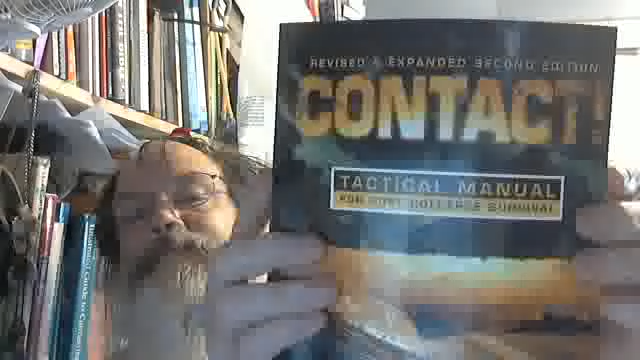 REVISED & EXPANDED SECOND EDITION
CONTACT!
TACTICAL MANUAL
FOR POST COLLAPSE SURVIVAL